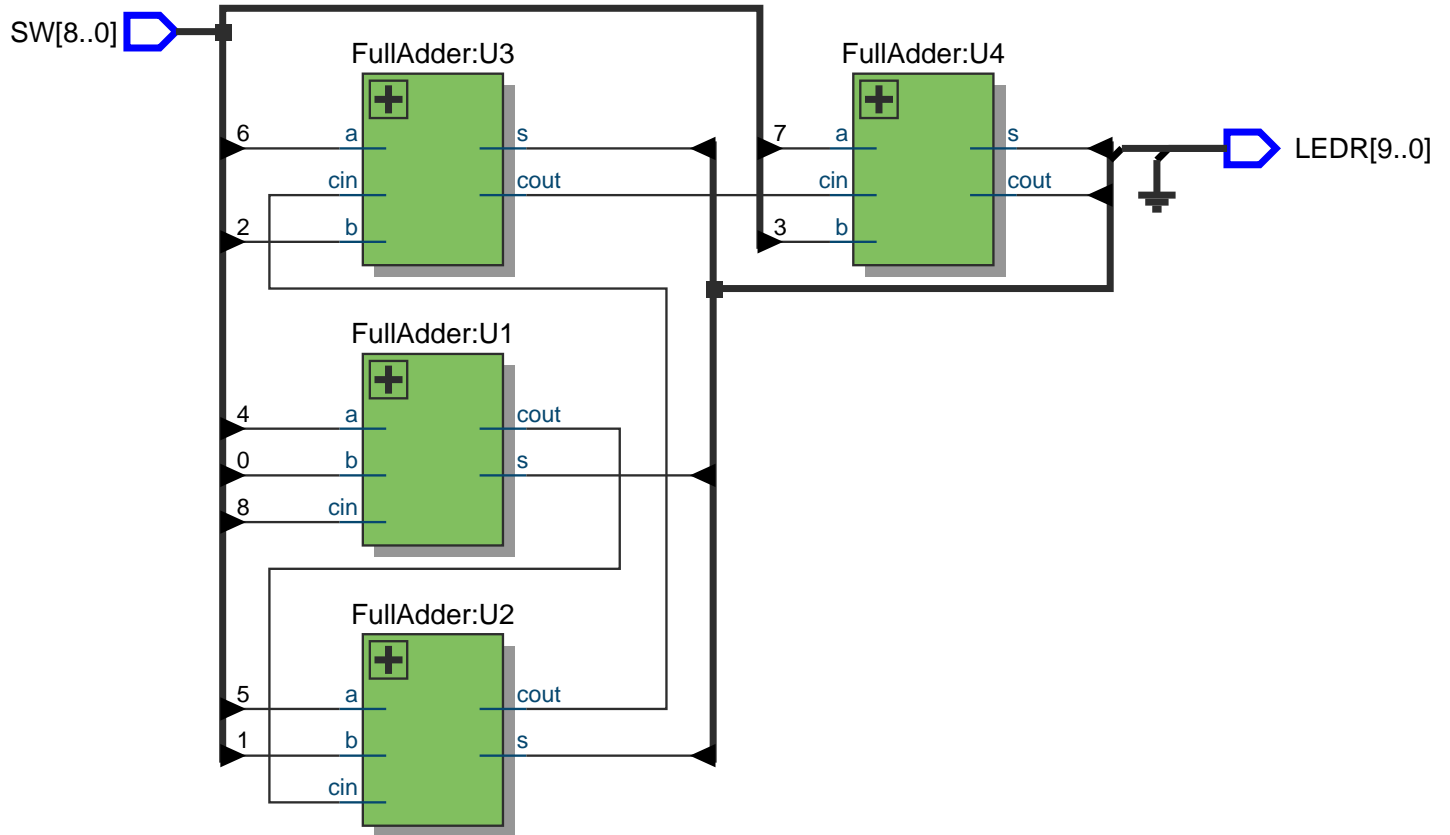 SW[8..0]
FullAdder:U3
6 a s
cin cout
2 b
FullAdder:U4
7 a s
cin cout
3 b
LEDR[9..0]
FullAdder:U1
4 a cout
0 b s
8 cin
FullAdder:U2
5 a cout
1 b s
cin